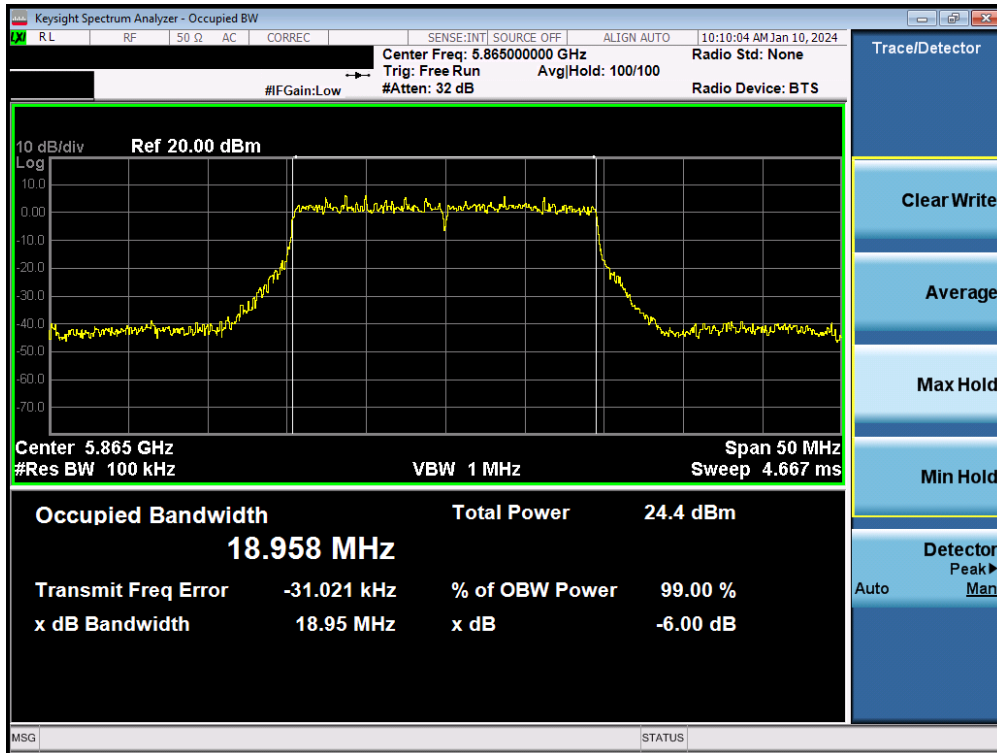 Keysight Spectrum Analyzer - Occupied BW
LXI RL RF 50 Ω AC CORREC SENSE:INT SOURCE OFF ALIGN AUTO 10:10:04 AM Jan 10, 2024
Center Freq: 5.865000000 GHz Radio Std: None
Trig: Free Run Avg|Hold: 100/100
#IFGain:Low #Atten: 32 dB Radio Device: BTS
10 dB/div Ref 20.00 dBm
Log
10.0
0.00
-10.0
-20.0
-30.0
-40.0
-50.0
-60.0
-70.0
Center 5.865 GHz Span 50 MHz
#Res BW 100 kHz VBW 1 MHz Sweep 4.667 ms
Occupied Bandwidth Total Power 24.4 dBm
18.958 MHz
Transmit Freq Error -31.021 kHz % of OBW Power 99.00 %
x dB Bandwidth 18.95 MHz x dB -6.00 dB
MSG STATUS
Trace/Detector
Clear Write
Average
Max Hold
Min Hold
Detector
Peak▶
Auto Man